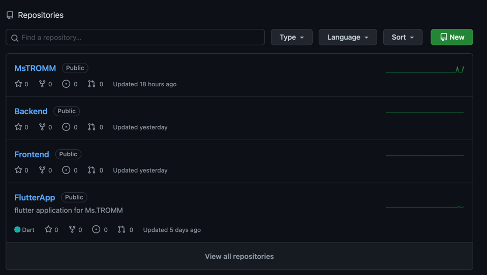 Repositories
Find a repository...
Type
Language
Sort
New
MsTROMM Public
0 0 0 0 Updated 18 hours ago
Backend Public
0 0 0 0 Updated yesterday
Frontend Public
0 0 0 0 Updated yesterday
FlutterApp Public
flutter application for Ms.TROMM
Dart 0 0 0 0 Updated 5 days ago
View all repositories